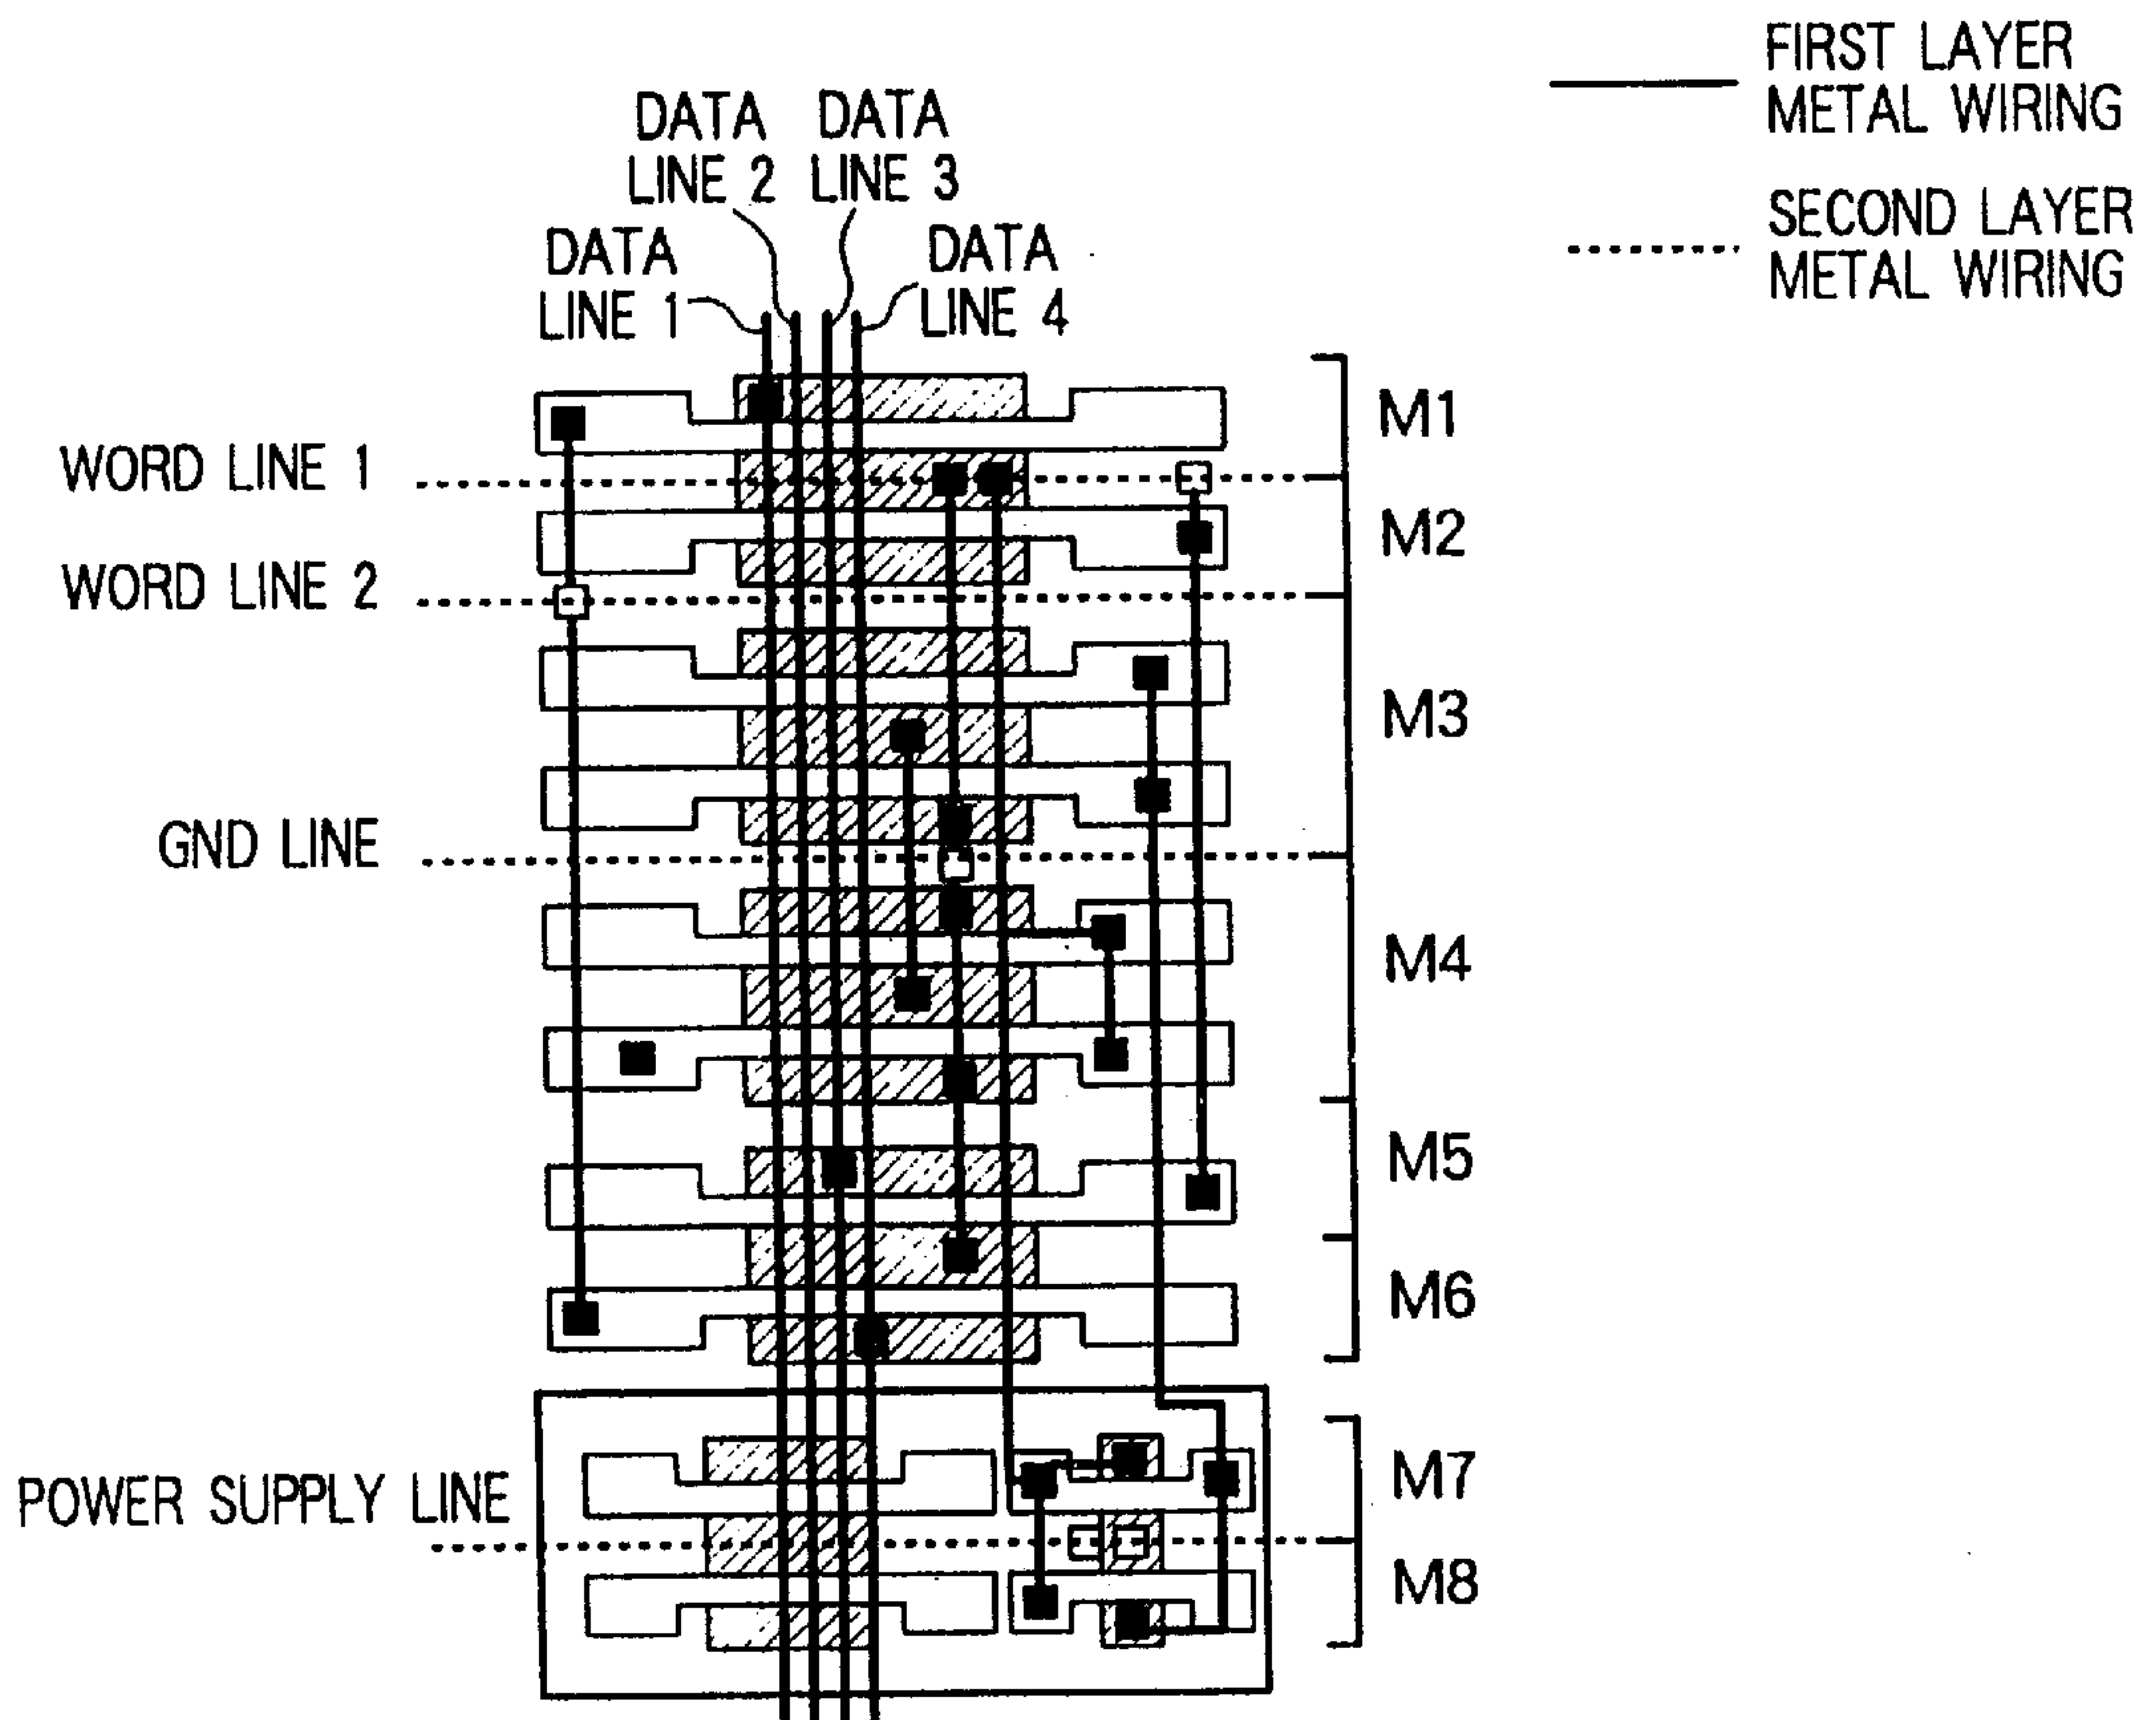 FIRST LAYER
METAL WIRING
SECOND LAYER
METAL WIRING
DATA
LINE 2
DATA
LINE 3
DATA
LINE 1
DATA
LINE 4
M1
WORD LINE 1
M2
WORD LINE 2
M3
GND LINE
M4
M5
M6
M7
POWER SUPPLY LINE
M8